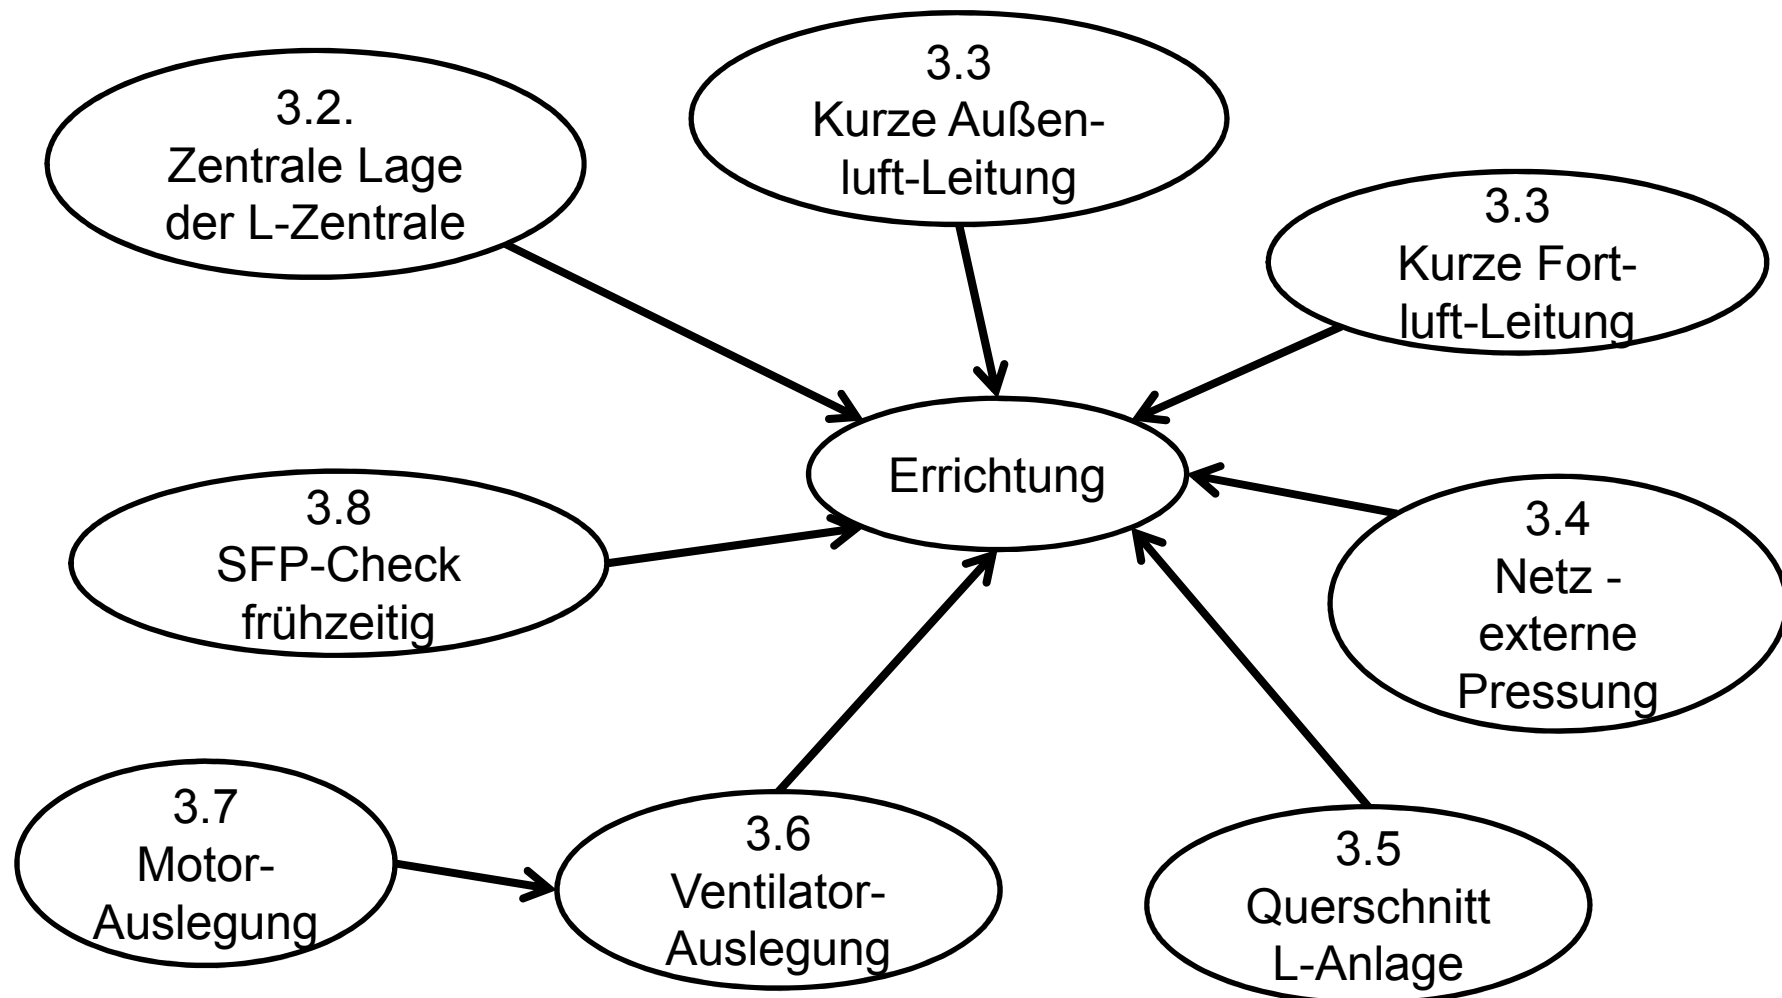 3.2.
Zentrale Lage
der L-Zentrale
3.3
Kurze Außen-
luft-Leitung
3.3
Kurze Fort-
luft-Leitung
Errichtung
3.8
SFP-Check
frühzeitig
3.4
Netz -
externe
Pressung
3.7
Motor-
Auslegung
3.6
Ventilator-
Auslegung
3.5
Querschnitt
L-Anlage